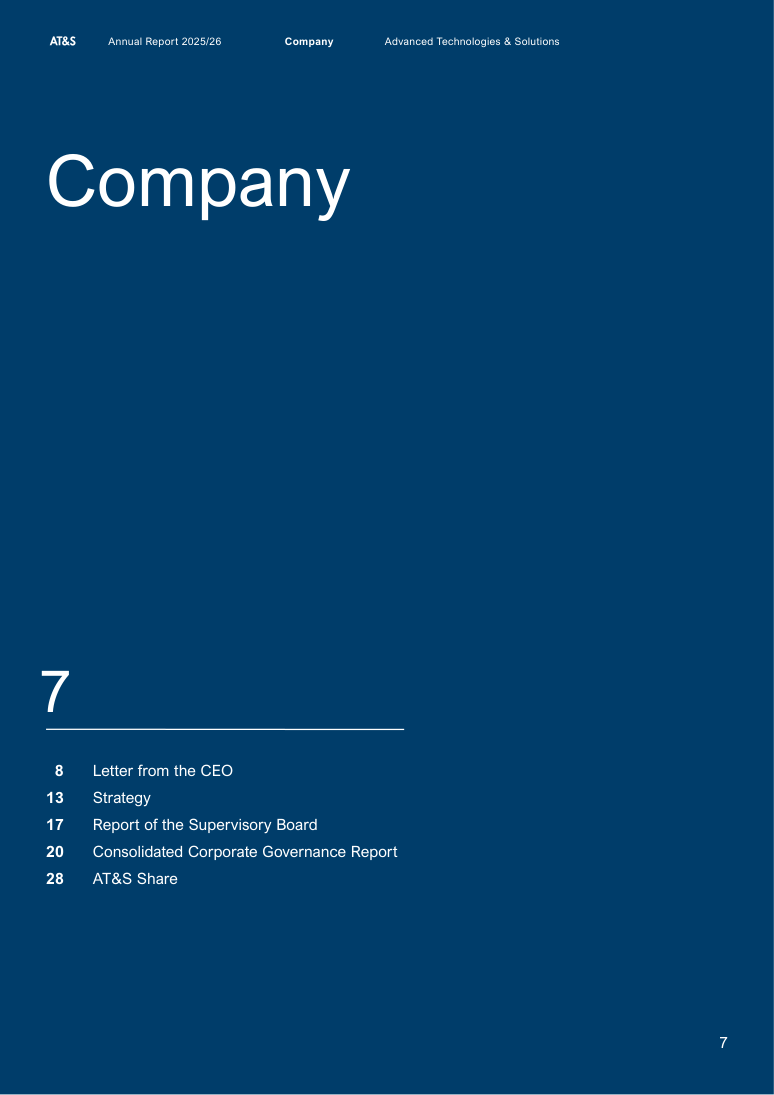 AT&S Annual Report 2025/26 Company Advanced Technologies & Solutions
Company
7
8 Letter from the CEO
13 Strategy
17 Report of the Supervisory Board
20 Consolidated Corporate Governance Report
28 AT&S Share
7